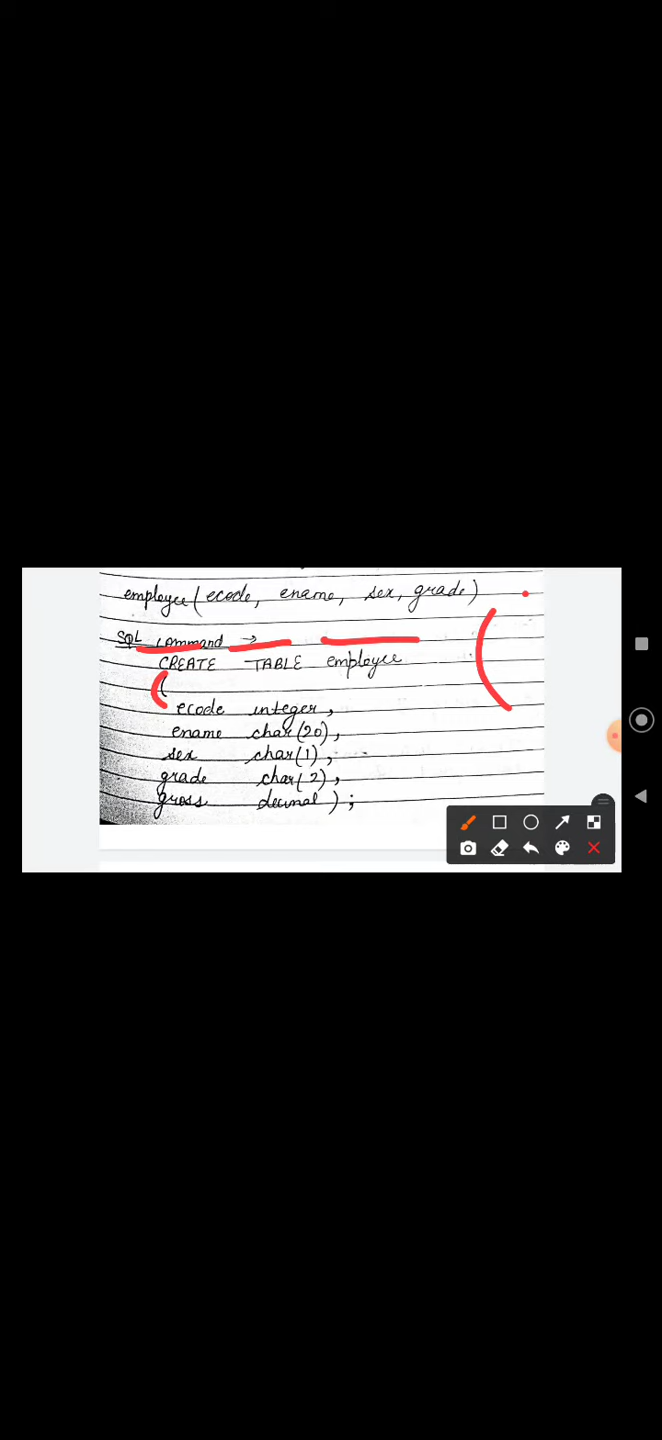 employee ( ecode, ename, sex, grade )
SQL command →
CREATE TABLE employee
(
ecode integer ,
ename char(20) ,
sex char(1) ,
grade char(2) ,
gross decimal ) ;